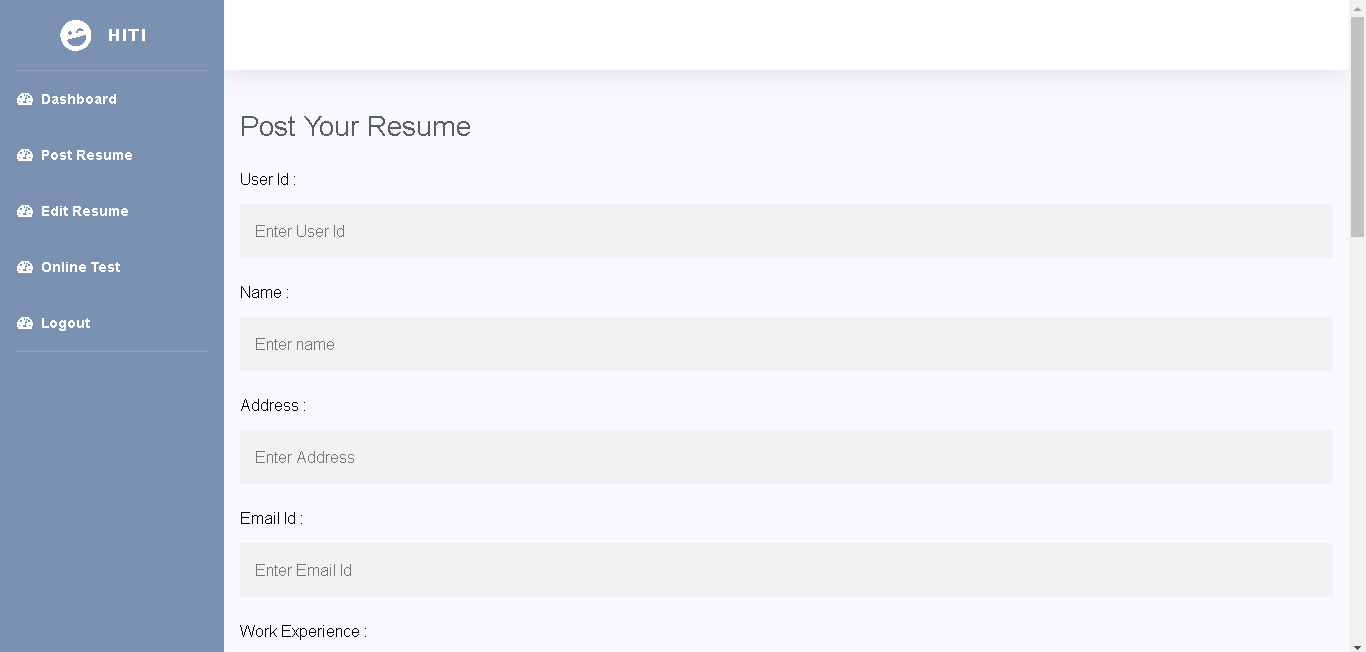 HITI
Dashboard
Post Resume
Edit Resume
Online Test
Logout
Post Your Resume
User Id :
Enter User Id
Name :
Enter name
Address :
Enter Address
Email Id :
Enter Email Id
Work Experience :